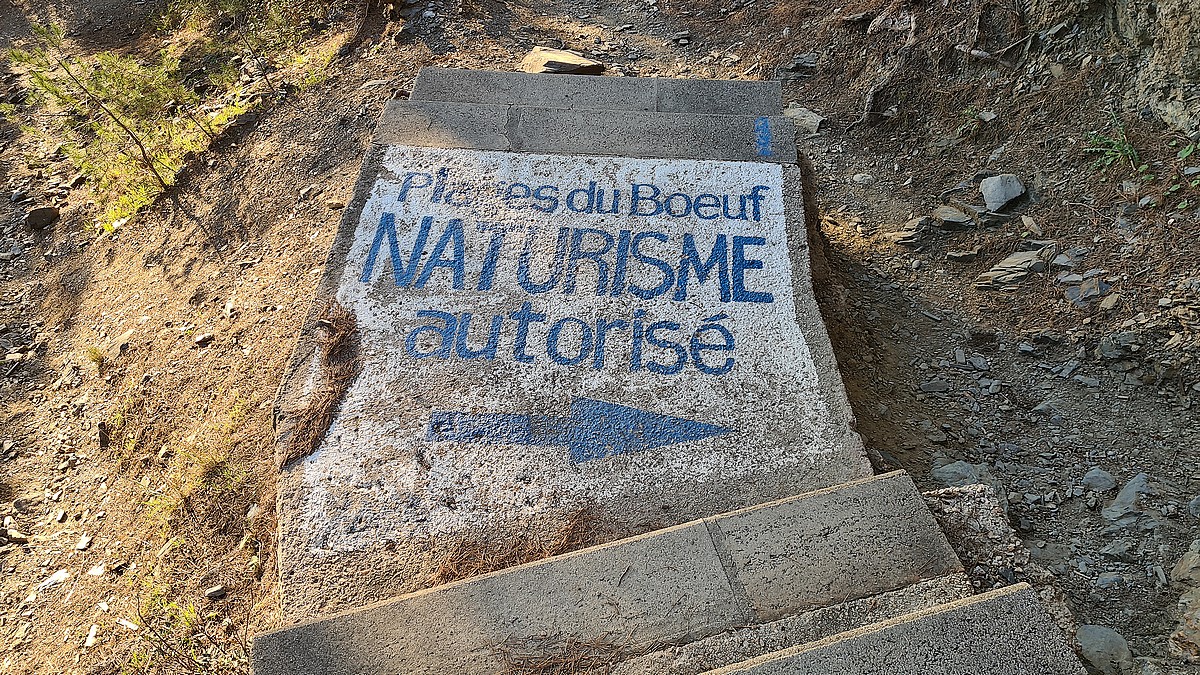 Plages du Boeuf
NATURISME
autorisé